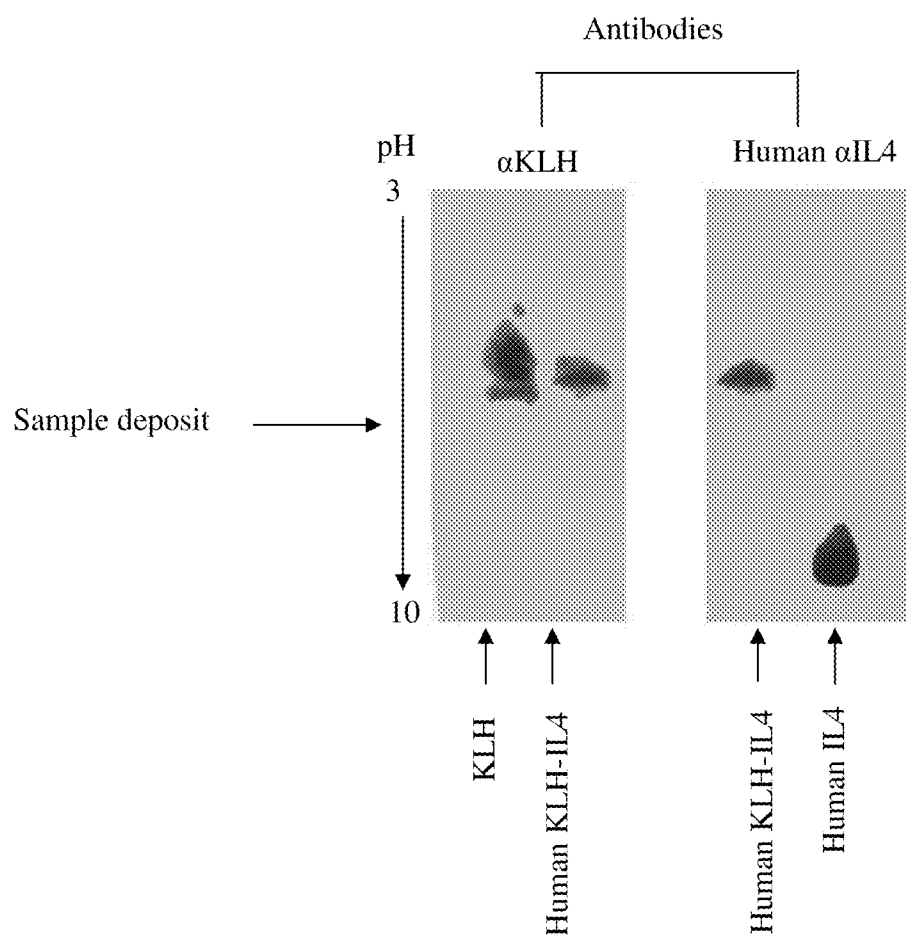 Antibodies
pH
αKLH
Human αIL4
3
Sample deposit
10
KLH
Human KLH-IL4
Human KLH-IL4
Human IL4